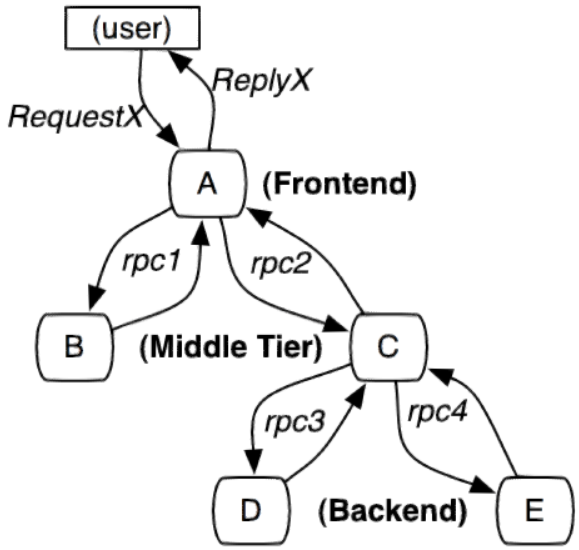 (user)
ReplyX
RequestX
A (Frontend)
rpc1 rpc2
B (Middle Tier) C
rpc3 rpc4
D (Backend) E